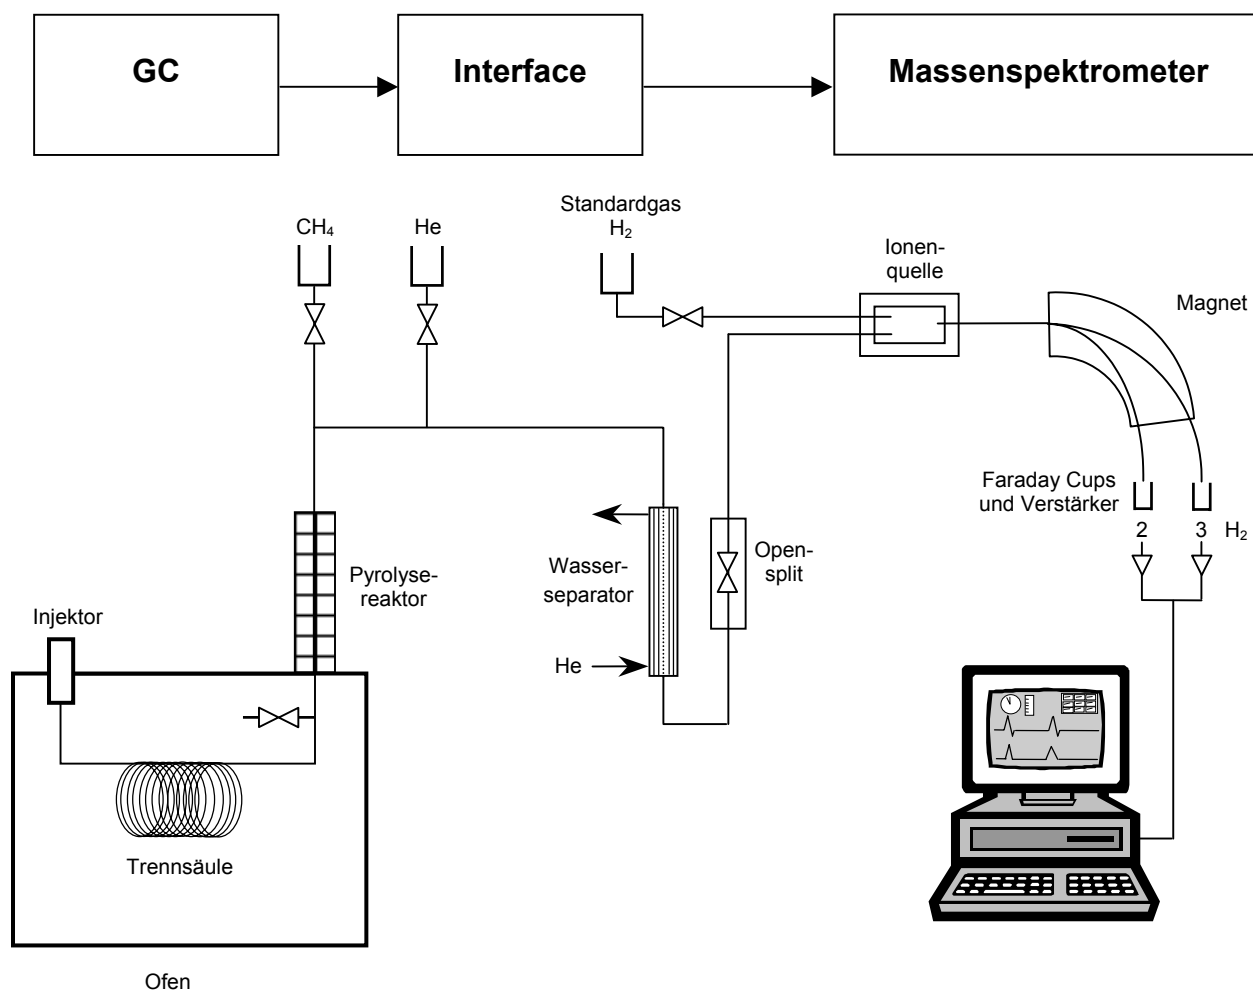 GC
Interface
Massenspektrometer
CH₄
He
Standardgas
H₂
Ionen-
quelle
Magnet
Faraday Cups
und Verstärker
2
3
H₂
Pyrolyse-
reaktor
Wasser-
separator
Open-
split
He
Injektor
Trennsäule
Ofen